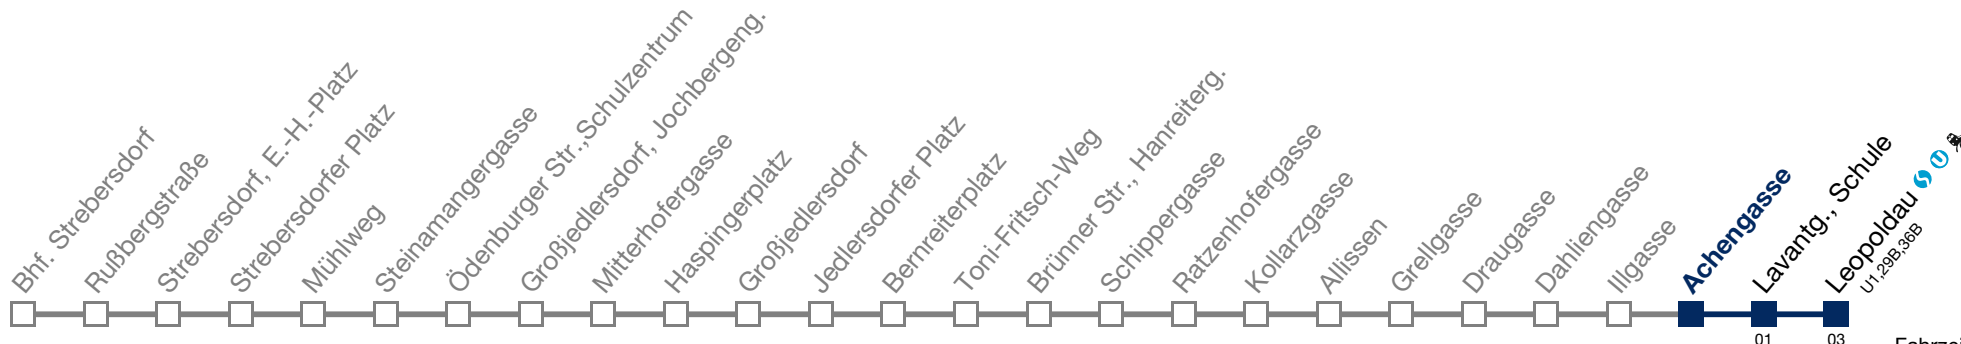 Bhf. Strebersdorf
Rußbergstraße
Strebersdorf, E.-H.-Platz
Strebersdorfer Platz
Mühlweg
Steinamangergasse
Ödenburger Str.,Schulzentrum
Großjedlersdorf, Jochbergeng.
Mitterhofergasse
Haspingerplatz
Großjedlersdorf
Jedlersdorfer Platz
Bernreiterplatz
Toni-Fritsch-Weg
Brünner Str., Hanreiterg.
Schippergasse
Ratzenhofergasse
Kollarzgasse
Allissen
Grellgasse
Draugasse
Dahliengasse
Illgasse
Achengasse
Lavantg., Schule
Leopoldau S U
U1,29B,36B
01
03